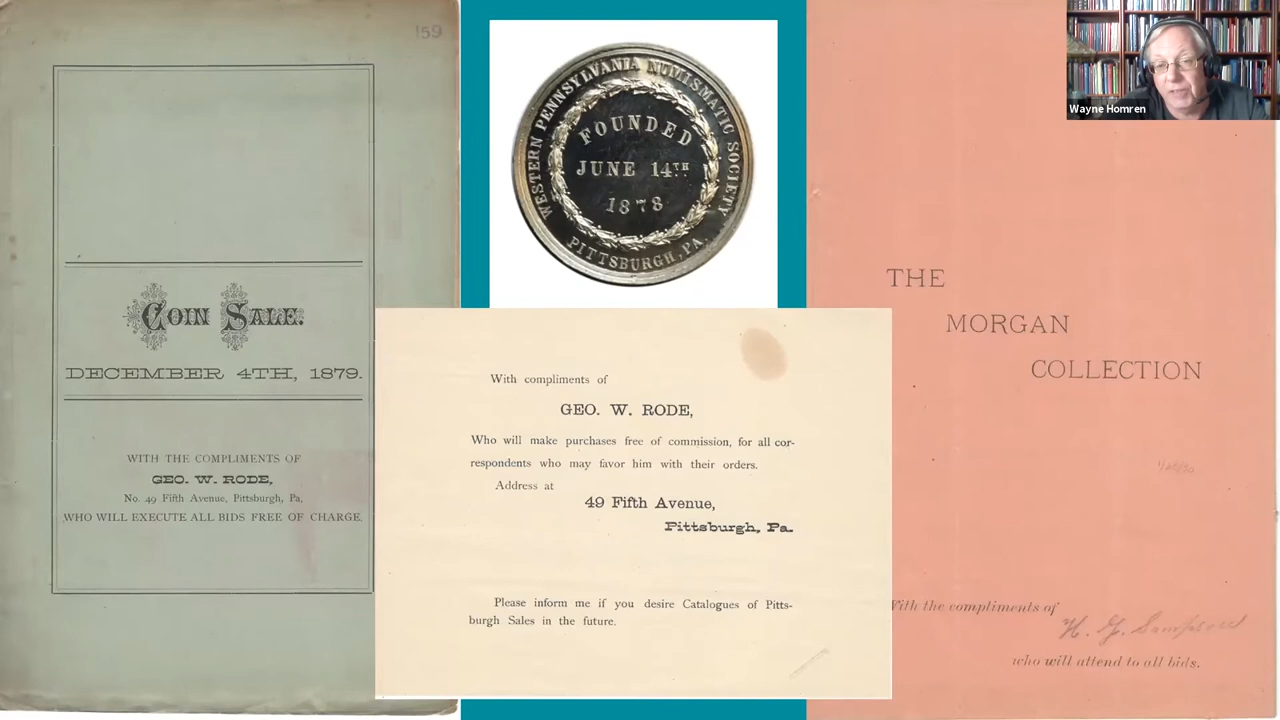 159
COIN SALE.
DECEMBER 4TH, 1879.
WITH THE COMPLIMENTS OF
GEO. W. RODE,
No. 49 Fifth Avenue, Pittsburgh, Pa,
WHO WILL EXECUTE ALL BIDS FREE OF CHARGE.
WESTERN PENNSYLVANIA NUMISMATIC SOCIETY
FOUNDED
JUNE 14TH
1878
PITTSBURGH, PA.
With compliments of
GEO. W. RODE,
Who will make purchases free of commission, for all cor-
respondents who may favor him with their orders.
Address at
49 Fifth Avenue,
Pittsburgh, Pa.
Please inform me if you desire Catalogues of Pitts-
burgh Sales in the future.
THE
MORGAN
COLLECTION
With the compliments of
H. G. Sampson
who will attend to all bids.
Wayne Homren